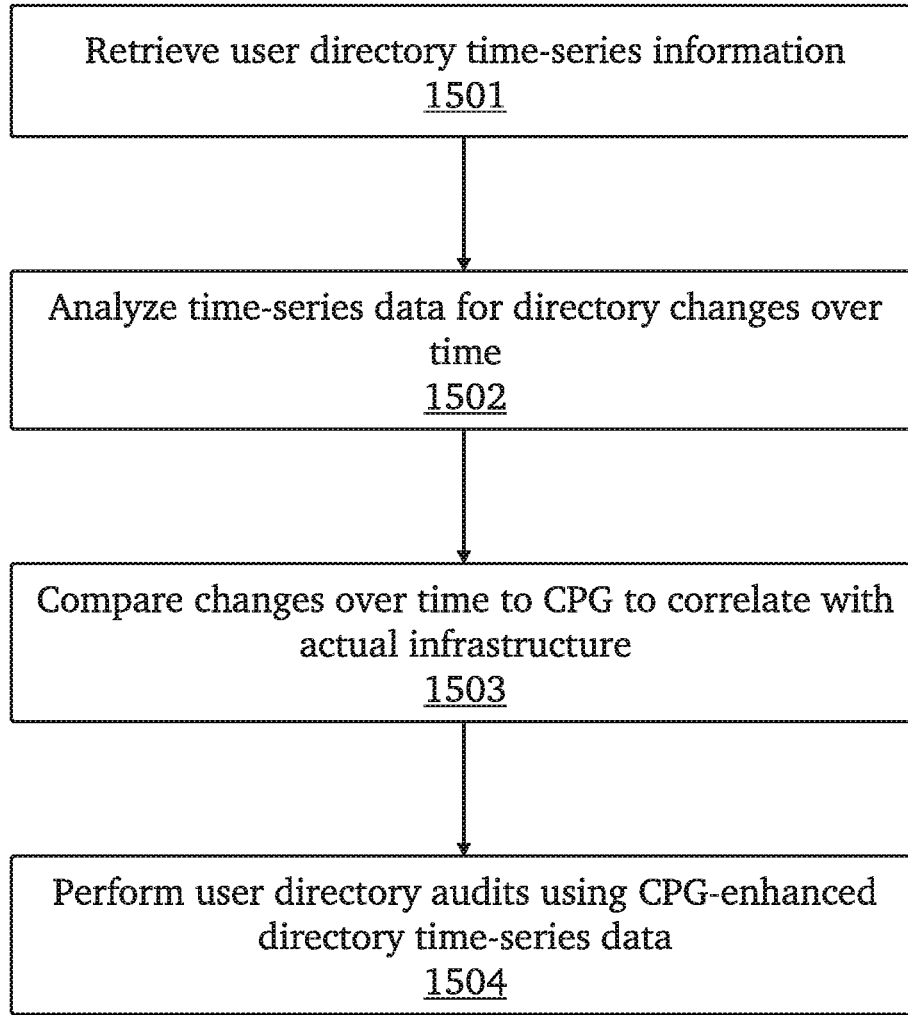 Retrieve user directory time-series information
1501
Analyze time-series data for directory changes over
time
1502
Compare changes over time to CPG to correlate with
actual infrastructure
1503
Perform user directory audits using CPG-enhanced
directory time-series data
1504